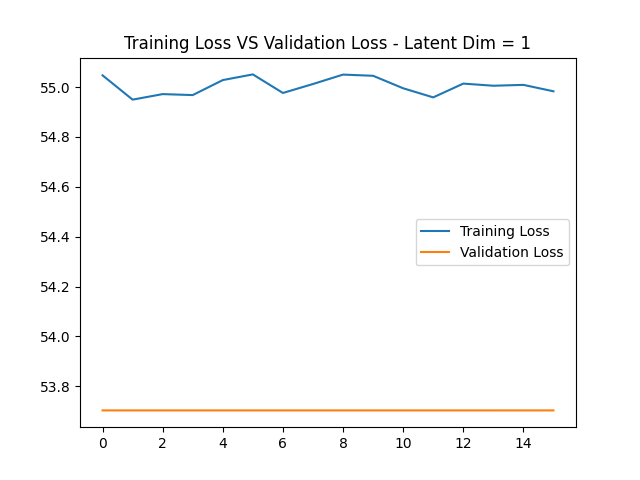 Training Loss VS Validation Loss - Latent Dim = 1
55.0
54.8
54.6
54.4
54.2
54.0
53.8
Training Loss
Validation Loss
0 2 4 6 8 10 12 14